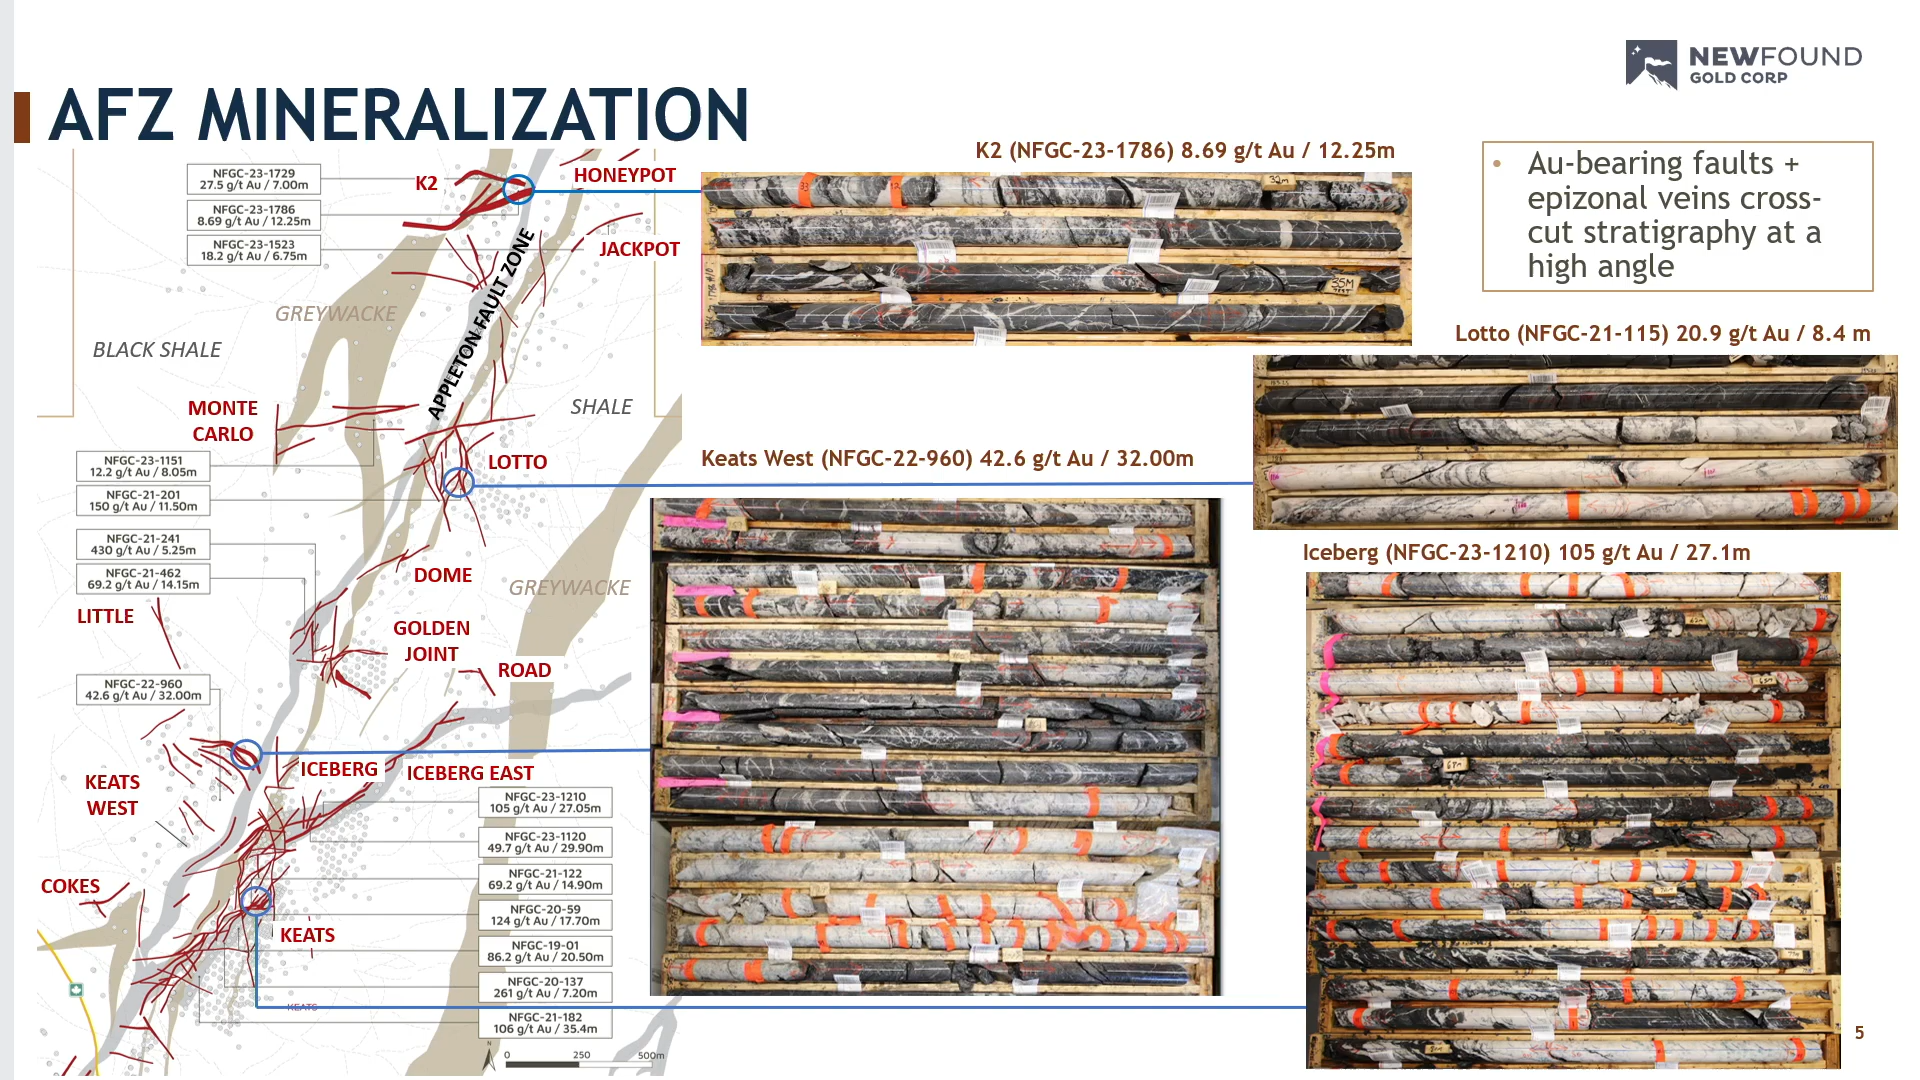 NEWFOUND
GOLD CORP
AFZ MINERALIZATION
K2 (NFGC-23-1786) 8.69 g/t Au / 12.25m
• Au-bearing faults +
epizonal veins cross-
cut stratigraphy at a
high angle
NFGC-23-1729
27.5 g/t Au / 7.00m
NFGC-23-1786
8.69 g/t Au / 12.25m
NFGC-23-1523
18.2 g/t Au / 6.75m
K2
HONEYPOT
JACKPOT
APPLETON FAULT ZONE
GREYWACKE
BLACK SHALE
SHALE
MONTE
CARLO
LOTTO
NFGC-23-1151
12.2 g/t Au / 8.05m
NFGC-21-201
150 g/t Au / 11.50m
NFGC-21-241
430 g/t Au / 5.25m
NFGC-21-462
69.2 g/t Au / 14.15m
DOME
GREYWACKE
LITTLE
GOLDEN
JOINT
ROAD
NFGC-22-960
42.6 g/t Au / 32.00m
KEATS
WEST
ICEBERG
ICEBERG EAST
NFGC-23-1210
105 g/t Au / 27.05m
NFGC-23-1120
49.7 g/t Au / 29.90m
NFGC-21-122
69.2 g/t Au / 14.90m
NFGC-20-59
124 g/t Au / 17.70m
NFGC-19-01
86.2 g/t Au / 20.50m
NFGC-20-137
261 g/t Au / 7.20m
NFGC-21-182
106 g/t Au / 35.4m
COKES
KEATS
KEATS
N
0 250 500m
Lotto (NFGC-21-115) 20.9 g/t Au / 8.4 m
Keats West (NFGC-22-960) 42.6 g/t Au / 32.00m
Iceberg (NFGC-23-1210) 105 g/t Au / 27.1m
32m
35M
5